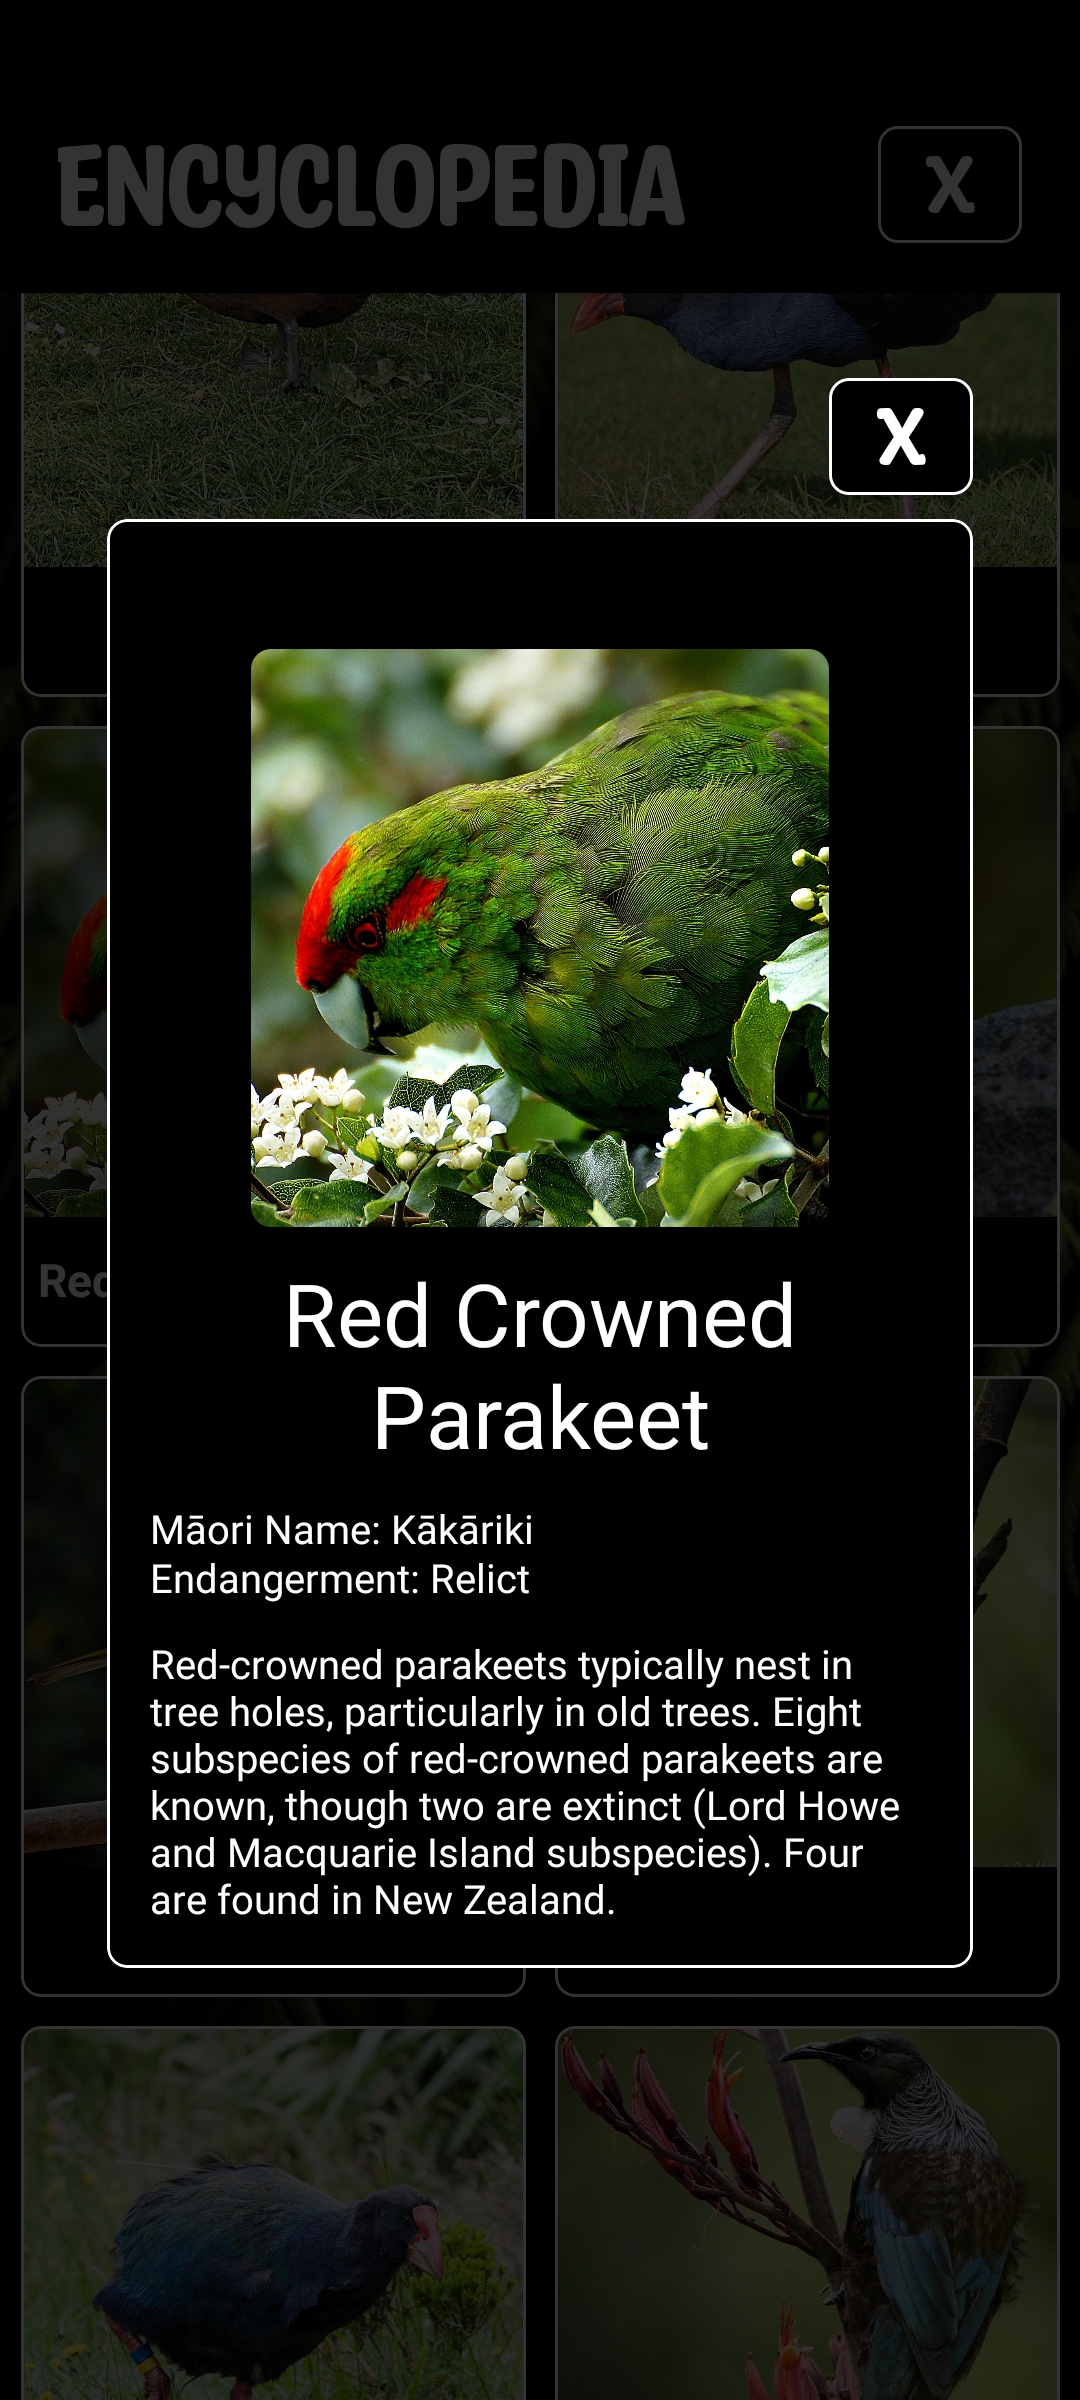 ENCYCLOPEDIA
X
X
Red
Red Crowned
Parakeet
Māori Name: Kākāriki
Endangerment: Relict
Red-crowned parakeets typically nest in
tree holes, particularly in old trees. Eight
subspecies of red-crowned parakeets are
known, though two are extinct (Lord Howe
and Macquarie Island subspecies). Four
are found in New Zealand.